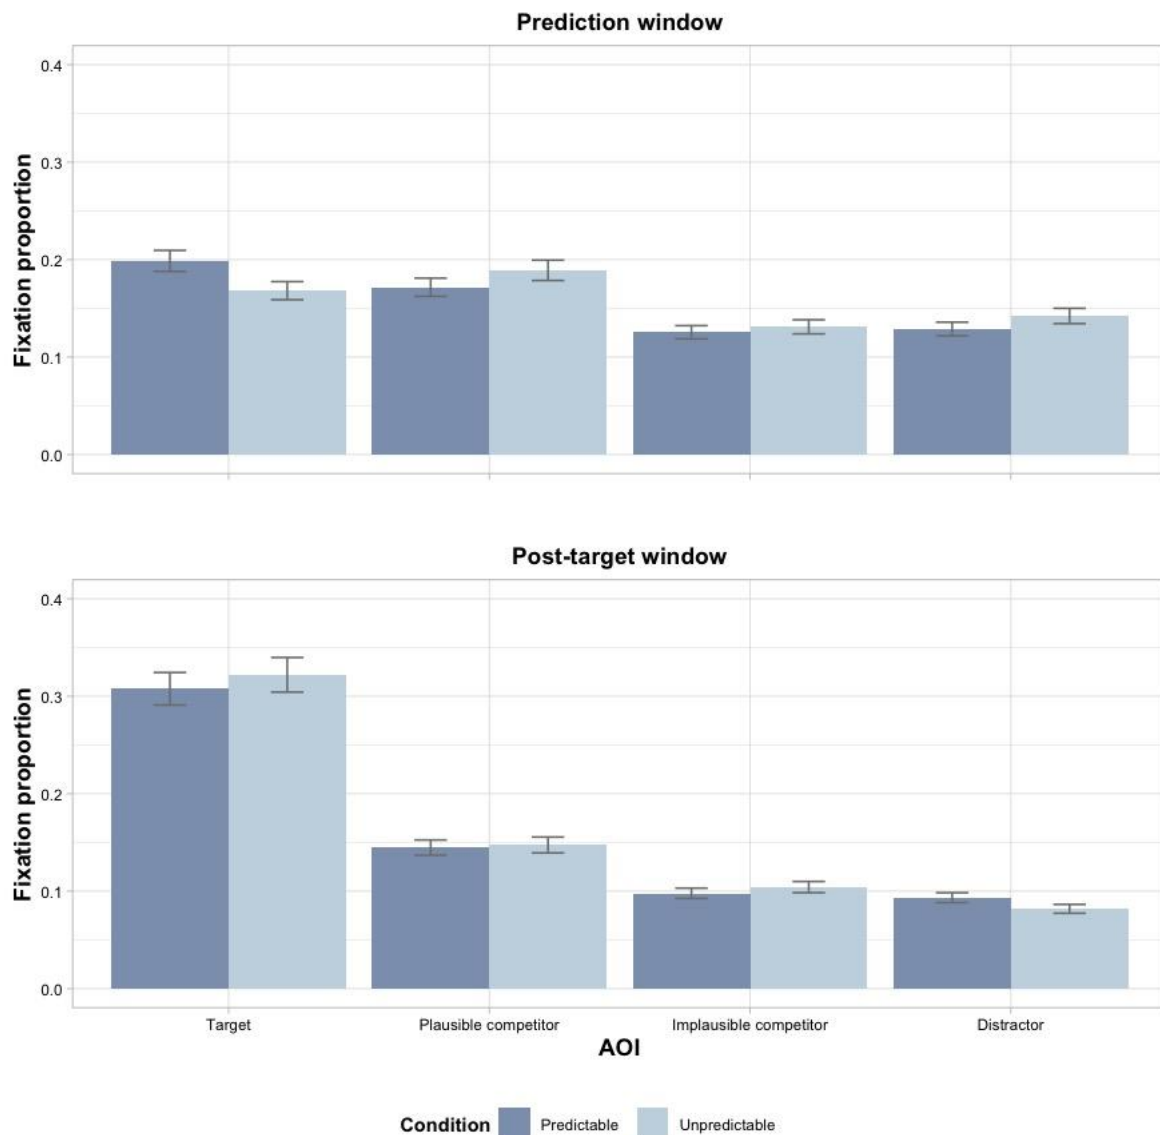 Prediction window
0.4
0.3
0.2
0.1
0.0
Fixation proportion
Post-target window
0.4
0.3
0.2
0.1
0.0
Fixation proportion
Target Plausible competitor Implausible competitor Distractor
AOI
Condition Predictable Unpredictable